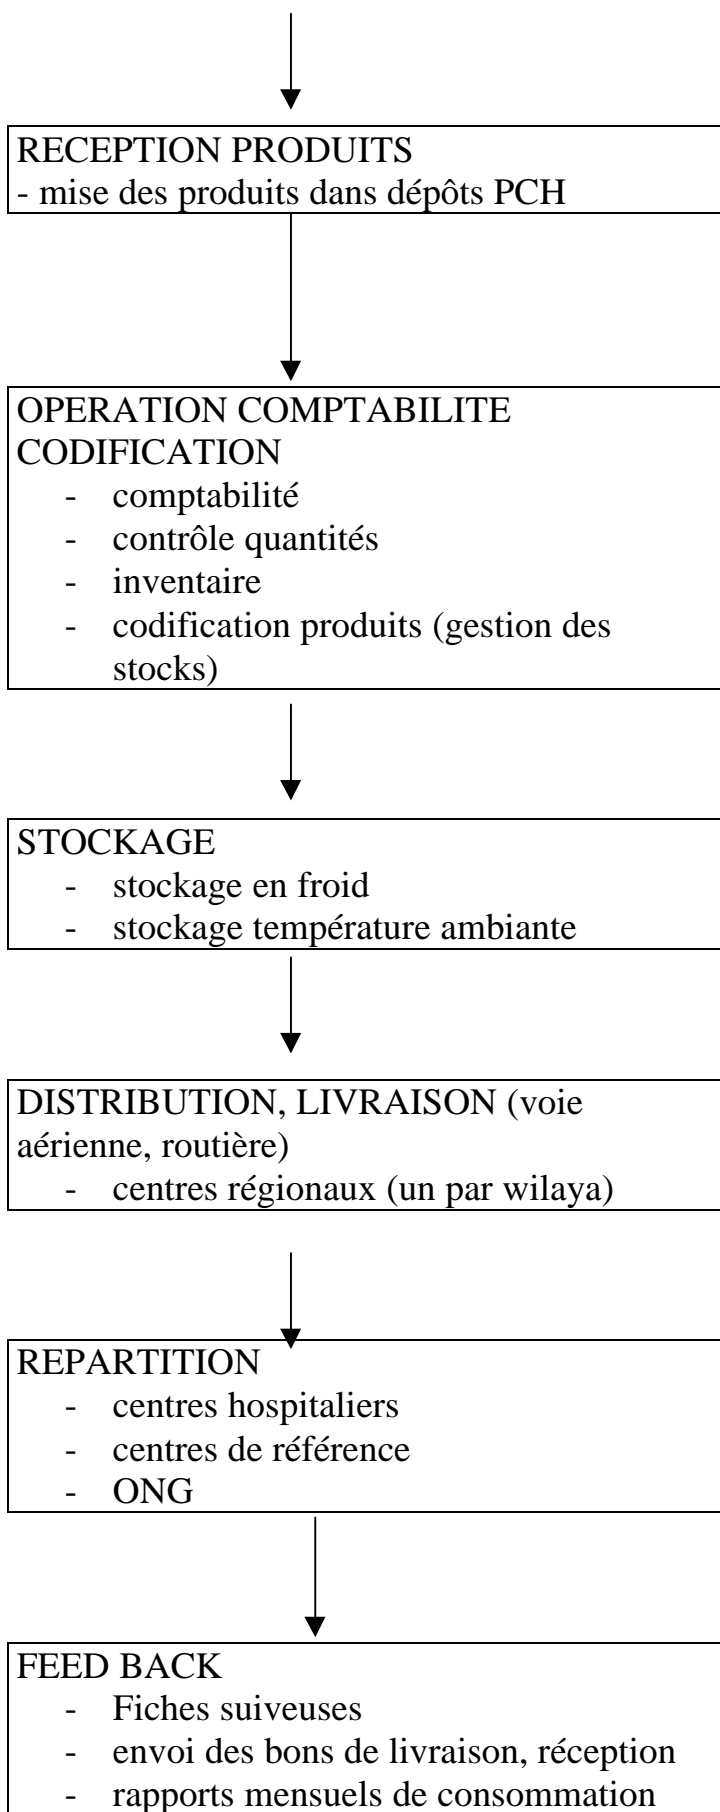 RECEPTION PRODUITS
- mise des produits dans dépôts PCH
OPERATION COMPTABILITE
CODIFICATION
- comptabilité
- contrôle quantités
- inventaire
- codification produits (gestion des
stocks)
STOCKAGE
- stockage en froid
- stockage température ambiante
DISTRIBUTION, LIVRAISON (voie
aérienne, routière)
- centres régionaux (un par wilaya)
REPARTITION
- centres hospitaliers
- centres de référence
- ONG
FEED BACK
- Fiches suiveuses
- envoi des bons de livraison, réception
- rapports mensuels de consommation